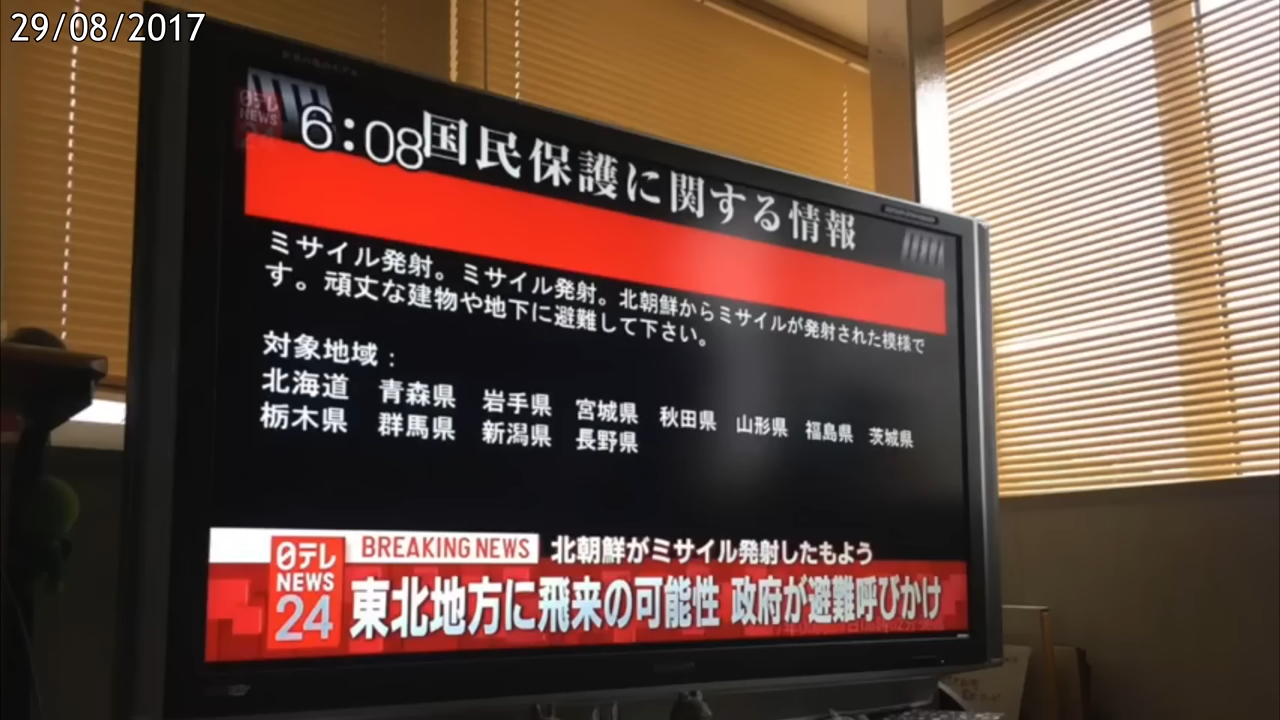 29/08/2017
日テレ
NEWS
24
6:08
国民保護に関する情報
ミサイル発射。ミサイル発射。北朝鮮からミサイルが発射された模様で
す。頑丈な建物や地下に避難して下さい。
対象地域：
北海道 青森県 岩手県 宮城県 秋田県 山形県 福島県 茨城県
栃木県 群馬県 新潟県 長野県
日テレ
NEWS
24
BREAKING NEWS 北朝鮮がミサイル発射したもよう
東北地方に飛来の可能性 政府が避難呼びかけ